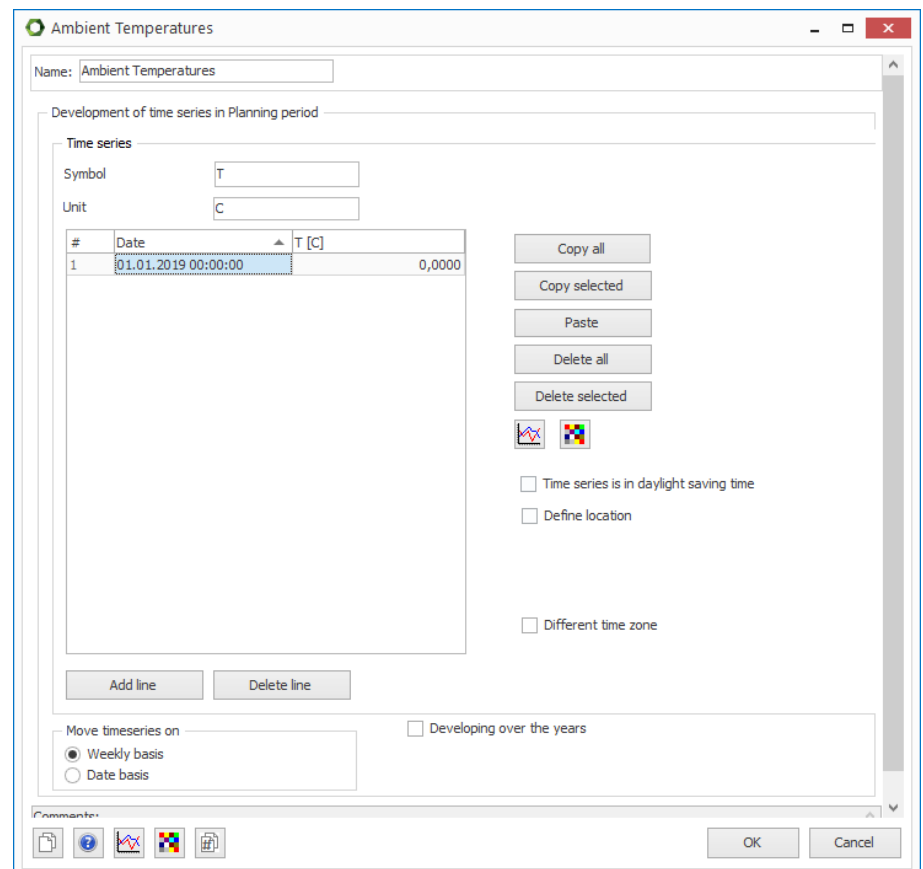 Ambient Temperatures
Name: Ambient Temperatures
Development of time series in Planning period
Time series
Symbol T
Unit C
# Date T [C]
1 01.01.2019 00:00:00 0,0000
Copy all
Copy selected
Paste
Delete all
Delete selected
Time series is in daylight saving time
Define location
Different time zone
Add line Delete line
Move timeseries on
Weekly basis
Date basis
Developing over the years
Comments:
OK Cancel